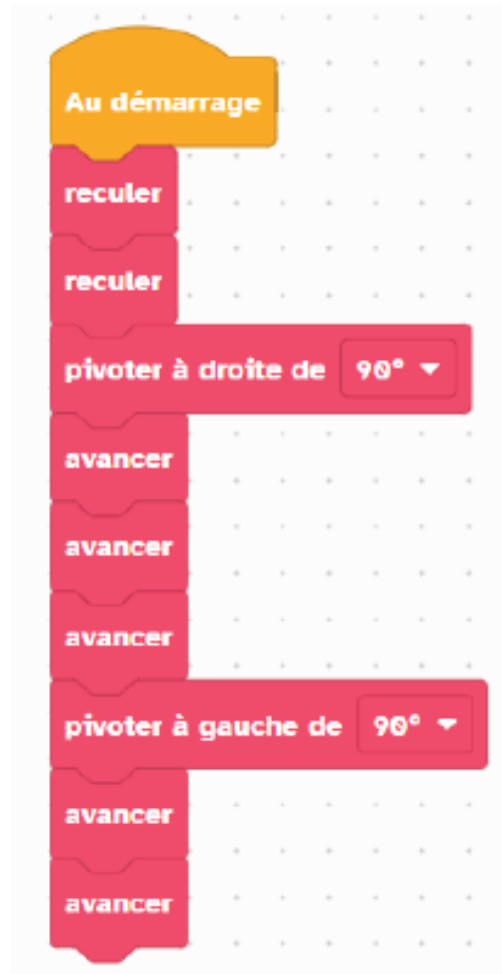 Au démarrage
reculer
reculer
pivoter à droite de 90°
avancer
avancer
avancer
pivoter à gauche de 90°
avancer
avancer